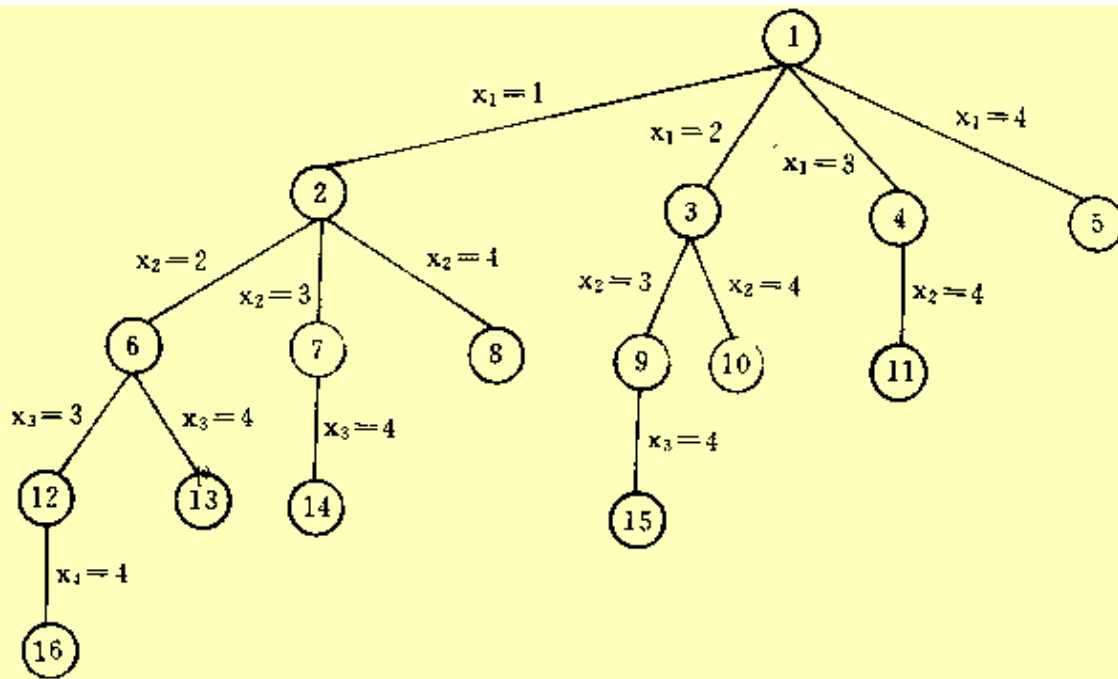 1
x₁=1
x₁=2
x₁=3
x₁=4
2
3
4
5
x₂=2
x₂=3
x₂=4
x₂=3
x₂=4
x₂=4
6
7
8
9
10
11
x₃=3
x₃=4
x₃=4
x₃=4
12
13
14
15
x₄=4
16